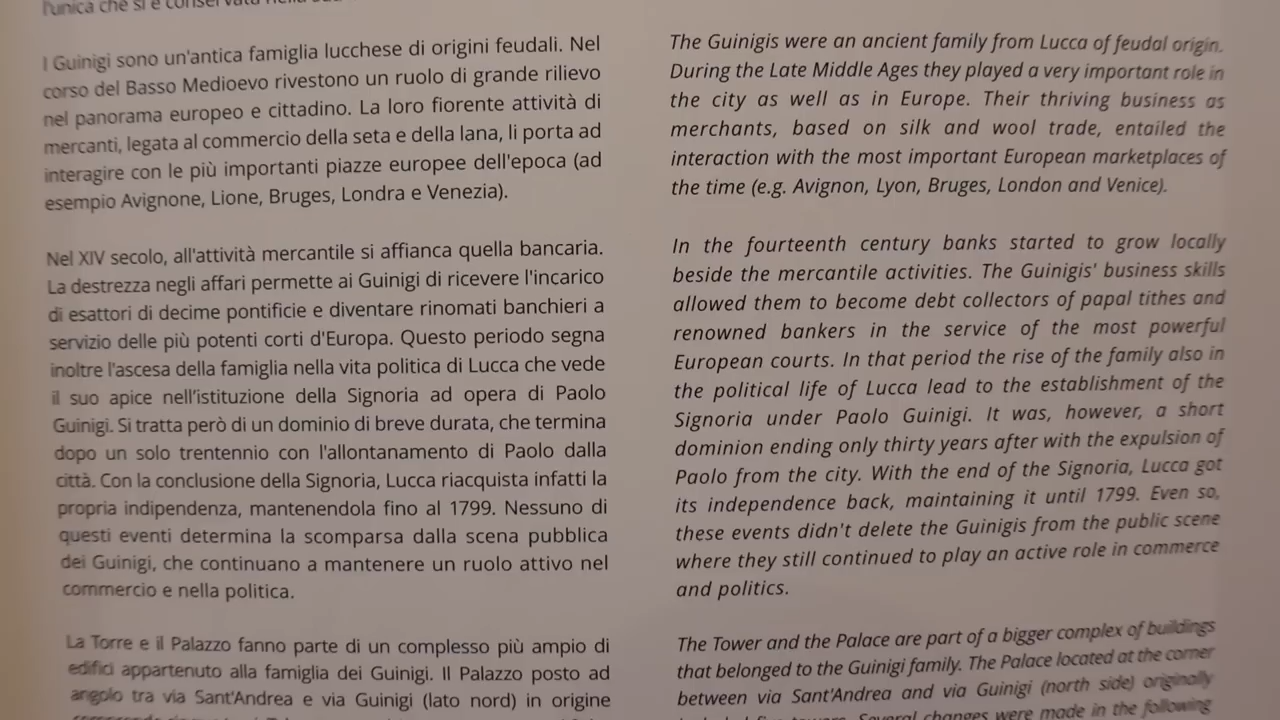 l'unica che si è conservata nella
I Guinigi sono un'antica famiglia lucchese di origini feudali. Nel
corso del Basso Medioevo rivestono un ruolo di grande rilievo
nel panorama europeo e cittadino. La loro fiorente attività di
mercanti, legata al commercio della seta e della lana, li porta ad
interagire con le più importanti piazze europee dell'epoca (ad
esempio Avignone, Lione, Bruges, Londra e Venezia).
Nel XIV secolo, all'attività mercantile si affianca quella bancaria.
La destrezza negli affari permette ai Guinigi di ricevere l'incarico
di esattori di decime pontificie e diventare rinomati banchieri a
servizio delle più potenti corti d'Europa. Questo periodo segna
inoltre l'ascesa della famiglia nella vita politica di Lucca che vede
il suo apice nell'istituzione della Signoria ad opera di Paolo
Guinigi. Si tratta però di un dominio di breve durata, che termina
dopo un solo trentennio con l'allontanamento di Paolo dalla
città. Con la conclusione della Signoria, Lucca riacquista infatti la
propria indipendenza, mantenendola fino al 1799. Nessuno di
questi eventi determina la scomparsa dalla scena pubblica
dei Guinigi, che continuano a mantenere un ruolo attivo nel
commercio e nella politica.
La Torre e il Palazzo fanno parte di un complesso più ampio di
edifici appartenuto alla famiglia dei Guinigi. Il Palazzo posto ad
angolo tra via Sant'Andrea e via Guinigi (lato nord) in origine
The Guinigis were an ancient family from Lucca of feudal origin.
During the Late Middle Ages they played a very important role in
the city as well as in Europe. Their thriving business as
merchants, based on silk and wool trade, entailed the
interaction with the most important European marketplaces of
the time (e.g. Avignon, Lyon, Bruges, London and Venice).
In the fourteenth century banks started to grow locally
beside the mercantile activities. The Guinigis' business skills
allowed them to become debt collectors of papal tithes and
renowned bankers in the service of the most powerful
European courts. In that period the rise of the family also in
the political life of Lucca lead to the establishment of the
Signoria under Paolo Guinigi. It was, however, a short
dominion ending only thirty years after with the expulsion of
Paolo from the city. With the end of the Signoria, Lucca got
its independence back, maintaining it until 1799. Even so,
these events didn't delete the Guinigis from the public scene
where they still continued to play an active role in commerce
and politics.
The Tower and the Palace are part of a bigger complex of buildings
that belonged to the Guinigi family. The Palace located at the corner
between via Sant'Andrea and via Guinigi (north side) originally
Several changes were made in the following